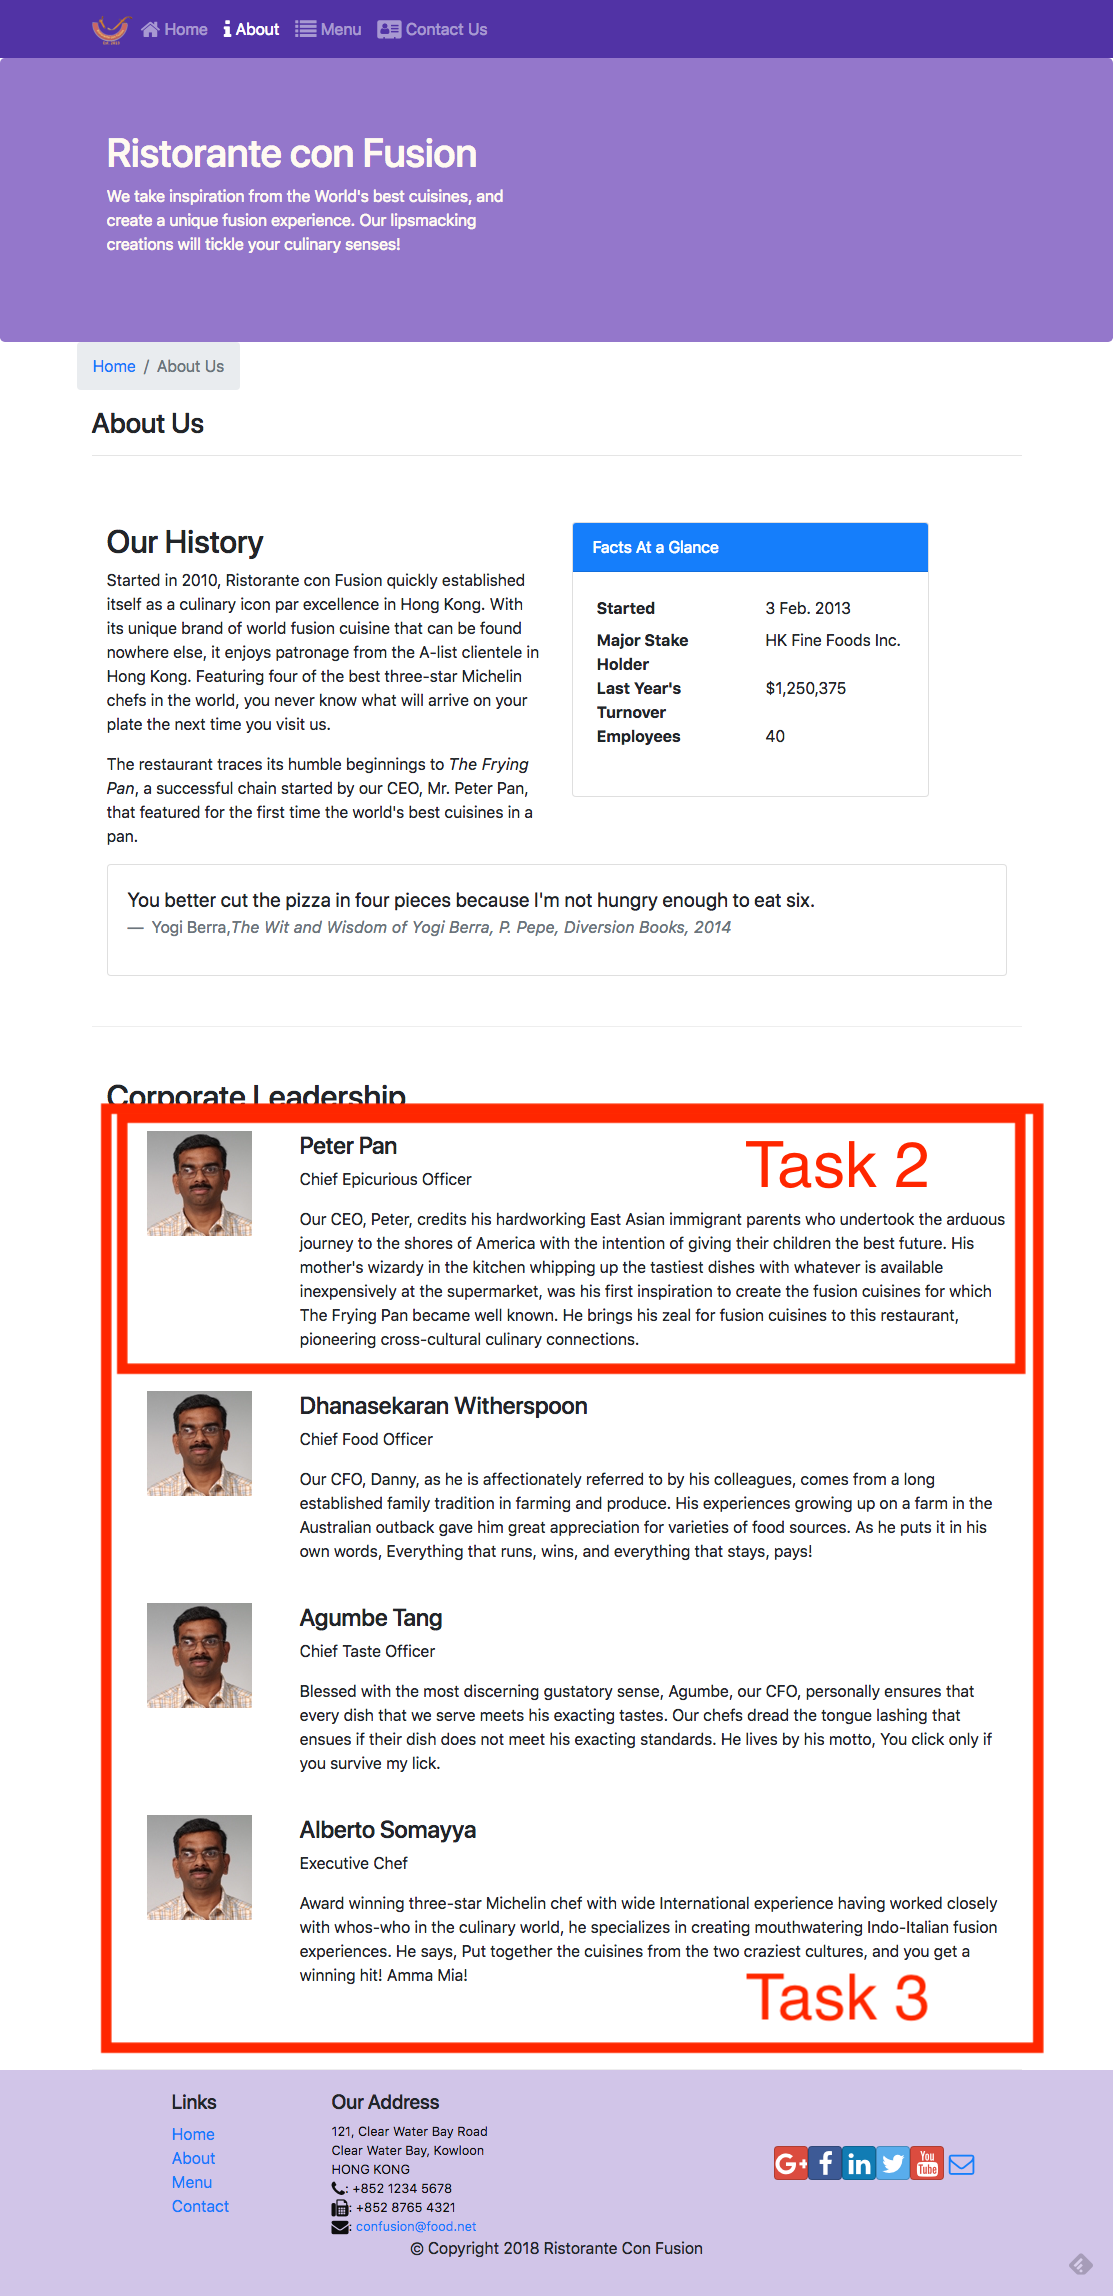 Home About Menu Contact Us
Ristorante con Fusion
We take inspiration from the World's best cuisines, and
create a unique fusion experience. Our lipsmacking
creations will tickle your culinary senses!
Home / About Us
About Us
Our History
Started in 2010, Ristorante con Fusion quickly established
itself as a culinary icon par excellence in Hong Kong. With
its unique brand of world fusion cuisine that can be found
nowhere else, it enjoys patronage from the A-list clientele in
Hong Kong. Featuring four of the best three-star Michelin
chefs in the world, you never know what will arrive on your
plate the next time you visit us.
The restaurant traces its humble beginnings to The Frying
Pan, a successful chain started by our CEO, Mr. Peter Pan,
that featured for the first time the world's best cuisines in a
pan.
Facts At a Glance
Started 3 Feb. 2013
Major Stake HK Fine Foods Inc.
Holder
Last Year's $1,250,375
Turnover
Employees 40
You better cut the pizza in four pieces because I'm not hungry enough to eat six.
— Yogi Berra,The Wit and Wisdom of Yogi Berra, P. Pepe, Diversion Books, 2014
Corporate Leadership
Task 2
Peter Pan
Chief Epicurious Officer
Our CEO, Peter, credits his hardworking East Asian immigrant parents who undertook the arduous
journey to the shores of America with the intention of giving their children the best future. His
mother's wizardy in the kitchen whipping up the tastiest dishes with whatever is available
inexpensively at the supermarket, was his first inspiration to create the fusion cuisines for which
The Frying Pan became well known. He brings his zeal for fusion cuisines to this restaurant,
pioneering cross-cultural culinary connections.
Dhanasekaran Witherspoon
Chief Food Officer
Our CFO, Danny, as he is affectionately referred to by his colleagues, comes from a long
established family tradition in farming and produce. His experiences growing up on a farm in the
Australian outback gave him great appreciation for varieties of food sources. As he puts it in his
own words, Everything that runs, wins, and everything that stays, pays!
Agumbe Tang
Chief Taste Officer
Blessed with the most discerning gustatory sense, Agumbe, our CFO, personally ensures that
every dish that we serve meets his exacting tastes. Our chefs dread the tongue lashing that
ensues if their dish does not meet his exacting standards. He lives by his motto, You click only if
you survive my lick.
Alberto Somayya
Executive Chef
Award winning three-star Michelin chef with wide International experience having worked closely
with whos-who in the culinary world, he specializes in creating mouthwatering Indo-Italian fusion
experiences. He says, Put together the cuisines from the two craziest cultures, and you get a
winning hit! Amma Mia!
Task 3
Links
Home
About
Menu
Contact
Our Address
121, Clear Water Bay Road
Clear Water Bay, Kowloon
HONG KONG
: +852 1234 5678
: +852 8765 4321
: confusion@food.net
G+ f in You Tube
© Copyright 2018 Ristorante Con Fusion